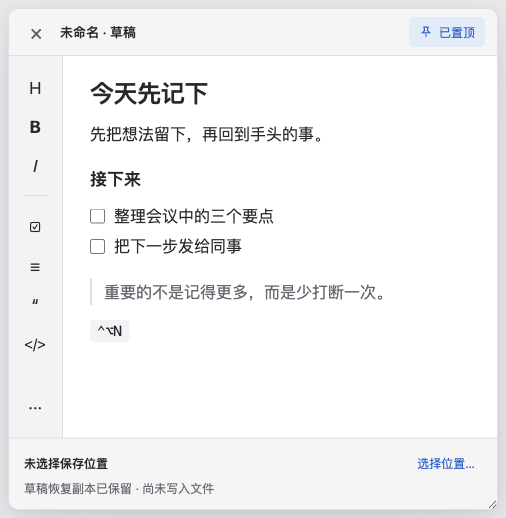 未命名 · 草稿
已置顶
H
B
I
“
</>
...
今天先记下
先把想法留下，再回到手头的事。
接下来
整理会议中的三个要点
把下一步发给同事
重要的不是记得更多，而是少打断一次。
⌃⌥N
未选择保存位置
选择位置...
草稿恢复副本已保留 · 尚未写入文件